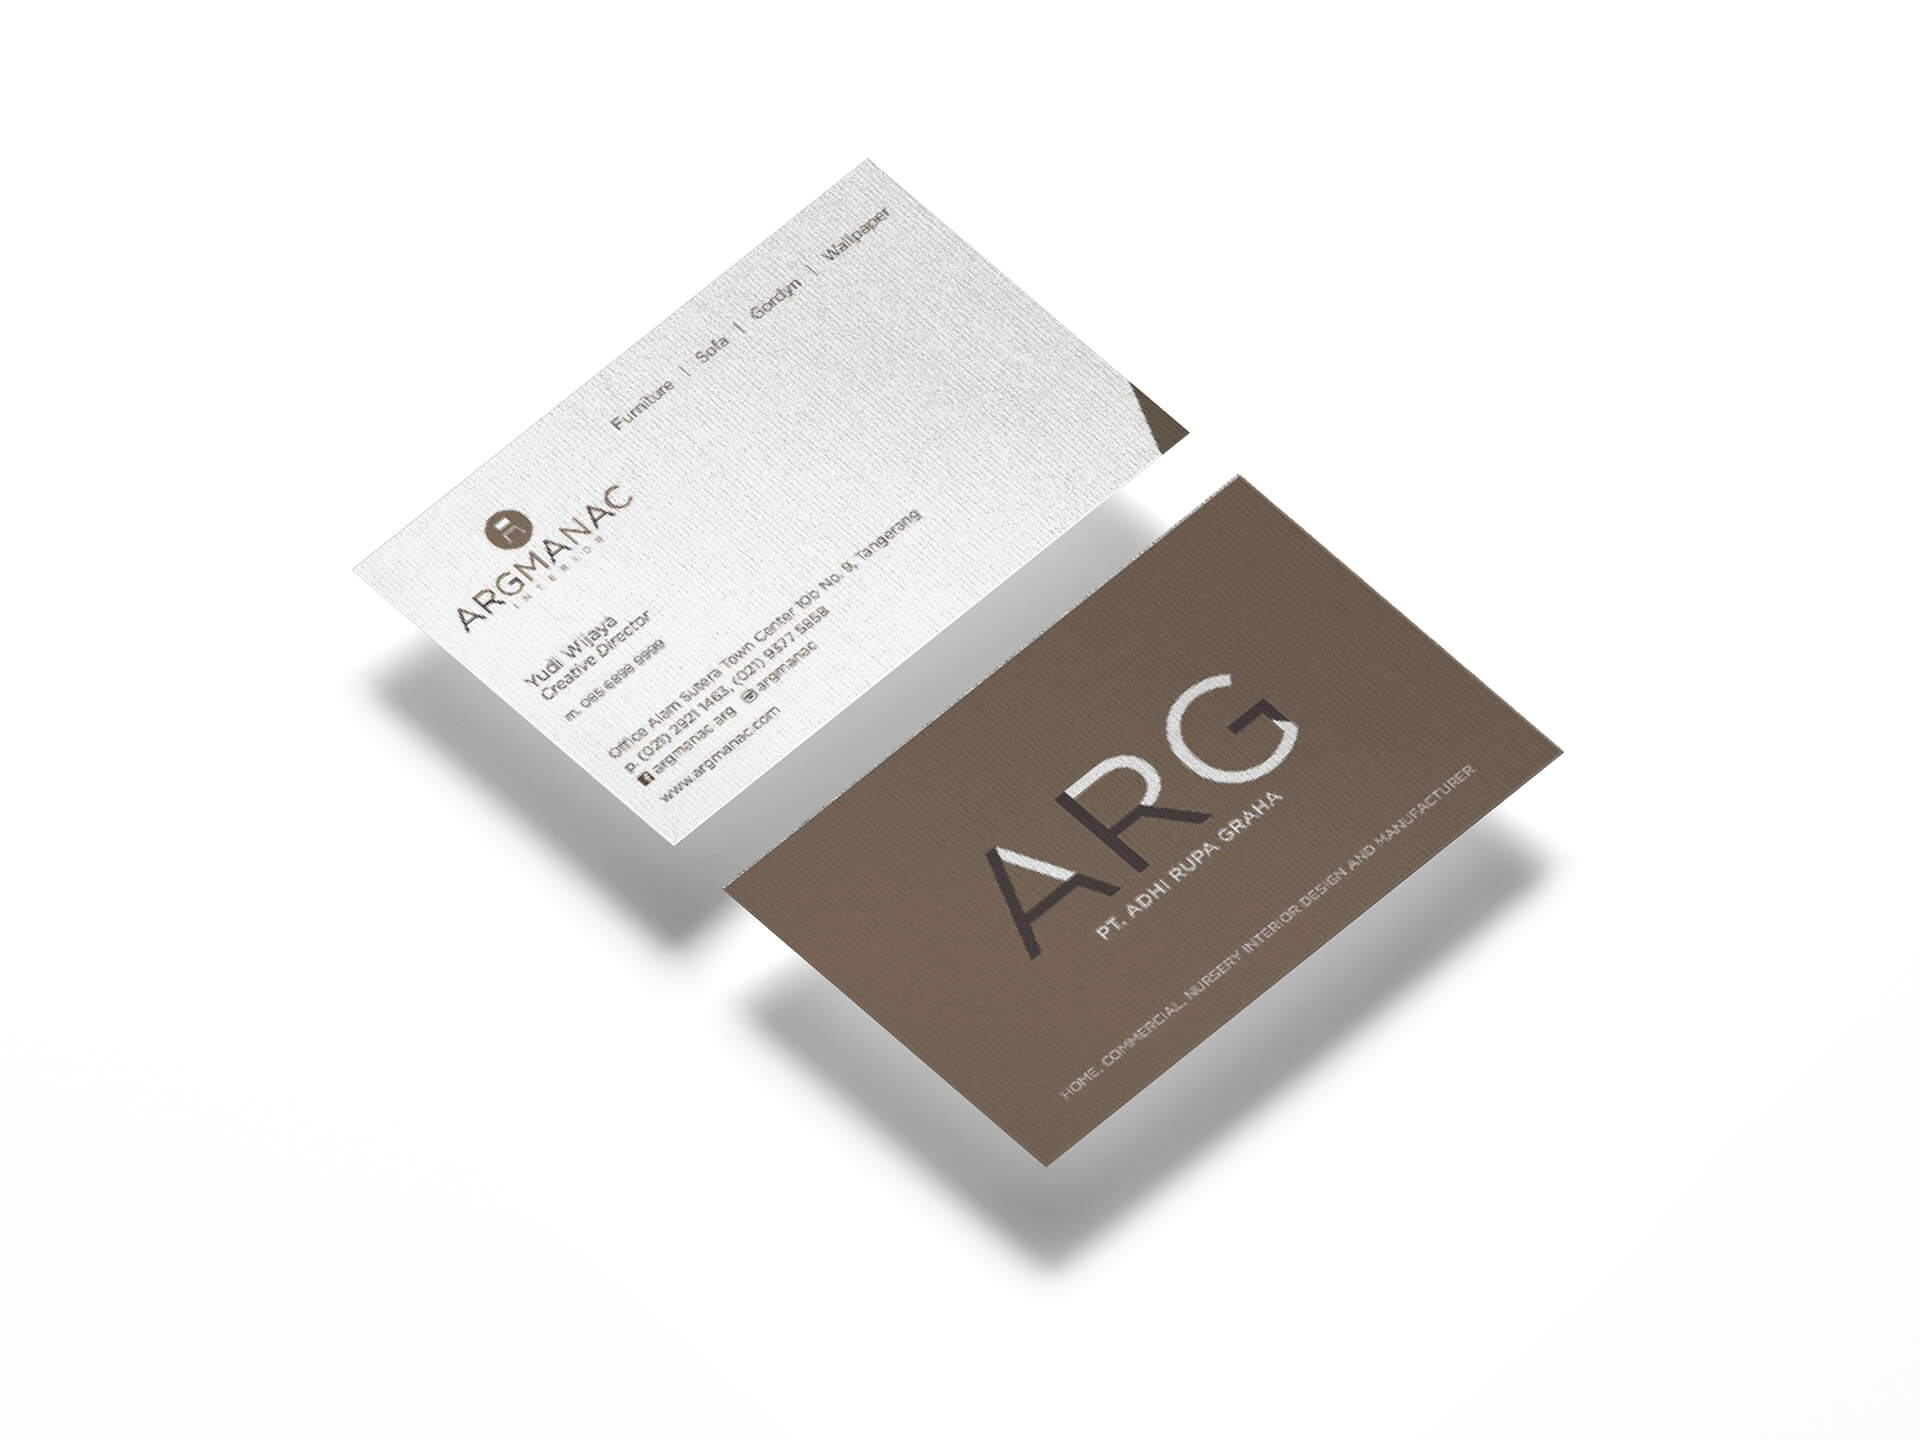 Furniture | Sofa | Gordyn | Wallpaper
ARGMANAC
INTERIOR
Yudi Wijaya
Creative Director
m. 085 6899 9999
Office Alam Sutera Town Center 10b No. 9, Tangerang
p. (021) 2921 1463, (021) 9377 5858
argmanac arg argmanac
www.argmanac.com
ARG
PT. ADHI RUPA GRAHA
HOME, COMMERCIAL, NURSERY INTERIOR DESIGN AND MANUFACTURER